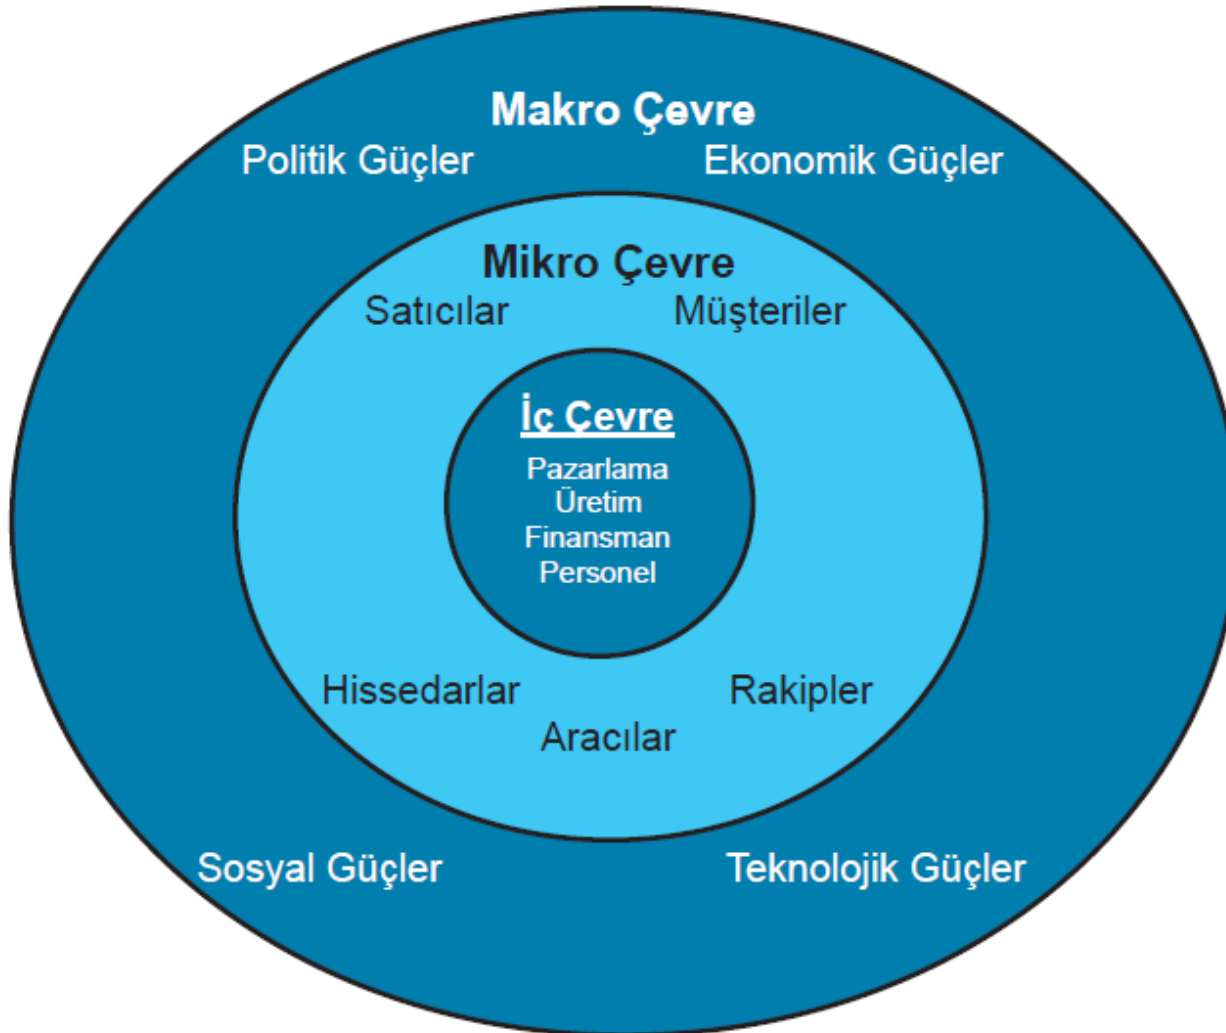 Makro Çevre
Politik Güçler Ekonomik Güçler
Mikro Çevre
Satıcılar Müşteriler
İç Çevre
Pazarlama
Üretim
Finansman
Personel
Hissedarlar Rakipler
Aracılar
Sosyal Güçler Teknolojik Güçler